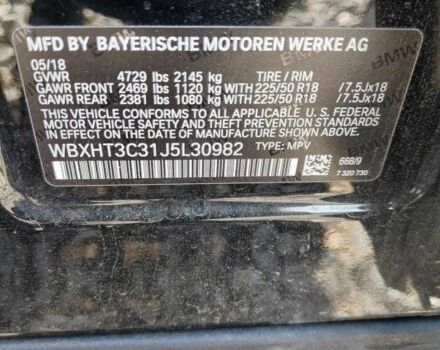 MFD BY BAYERISCHE MOTOREN WERKE AG
05/18
GVWR 4729 lbs 2145 kg TIRE / RIM
GAWR FRONT 2469 lbs 1120 kg WITH 225/50 R18 /7.5Jx18
GAWR REAR 2381 lbs 1080 kg WITH 225/50 R18 /7.5Jx18
THIS VEHICLE CONFORMS TO ALL APPLICABLE FEDERAL
MOTOR VEHICLE SAFETY, BUMPER, AND THEFT PREVENTION
STANDARDS IN EFFECT ON THE DATE OF MANUFACTURE
SHOWN ABOVE.
WBXHT3C31J5L30982 TYPE: MPV
668/9
7 320 730